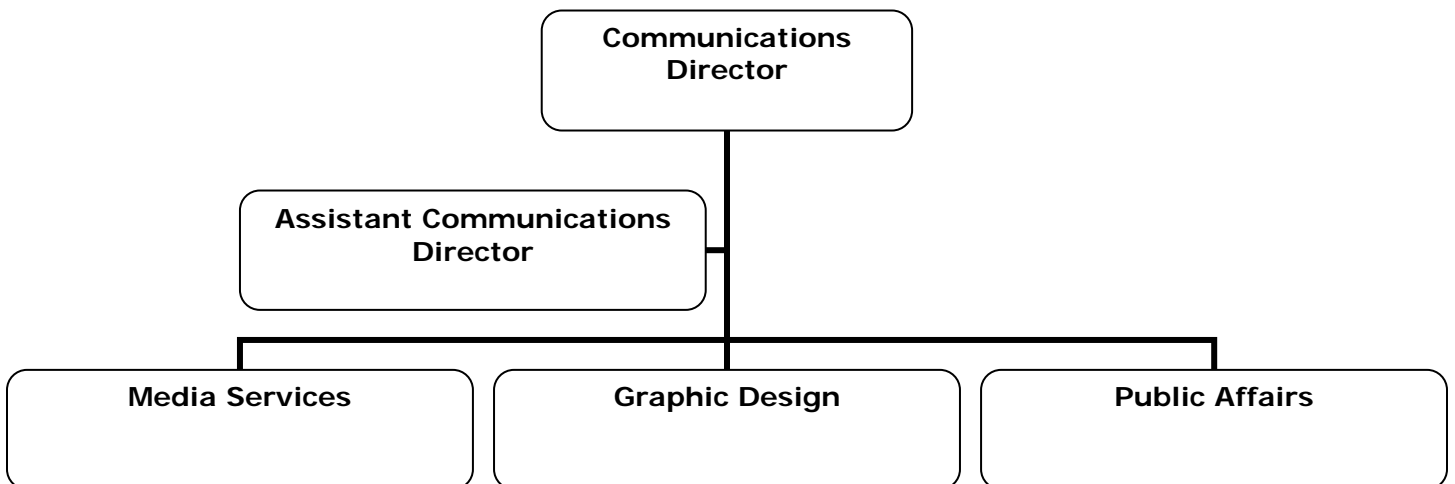 Communications
Director
Assistant Communications
Director
Media Services
Graphic Design
Public Affairs